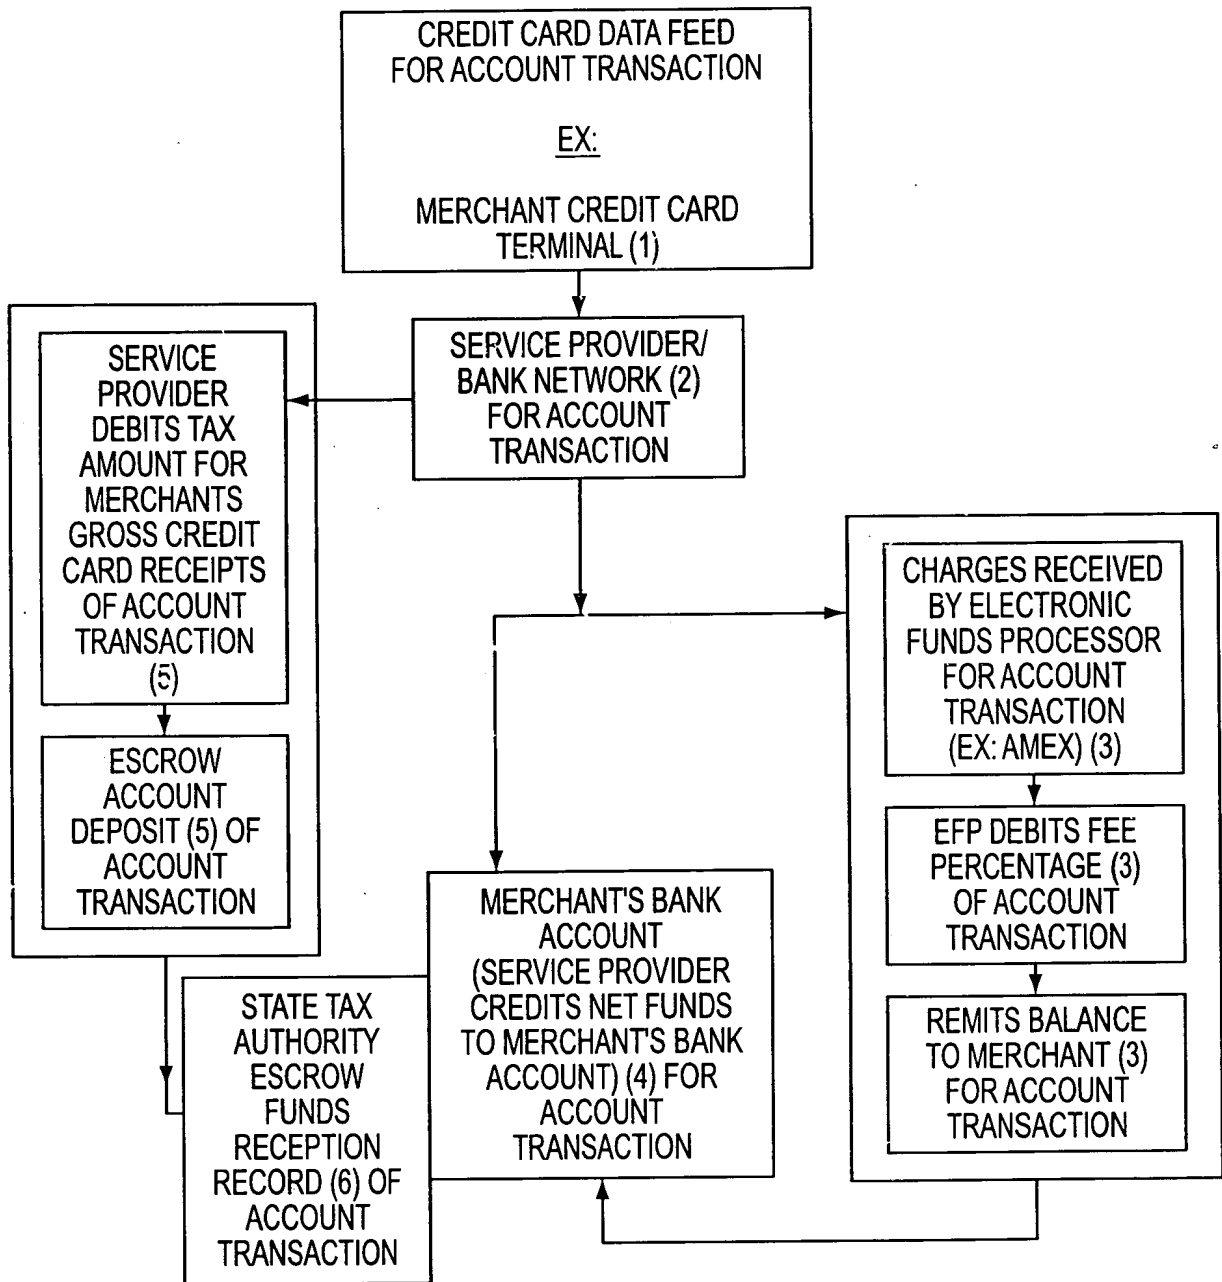 CREDIT CARD DATA FEED
FOR ACCOUNT TRANSACTION
EX:
MERCHANT CREDIT CARD
TERMINAL (1)
SERVICE PROVIDER/
BANK NETWORK (2)
FOR ACCOUNT
TRANSACTION
SERVICE
PROVIDER
DEBITS TAX
AMOUNT FOR
MERCHANTS
GROSS CREDIT
CARD RECEIPTS
OF ACCOUNT
TRANSACTION
(5)
ESCROW
ACCOUNT
DEPOSIT (5) OF
ACCOUNT
TRANSACTION
CHARGES RECEIVED
BY ELECTRONIC
FUNDS PROCESSOR
FOR ACCOUNT
TRANSACTION
(EX: AMEX) (3)
EFP DEBITS FEE
PERCENTAGE (3)
OF ACCOUNT
TRANSACTION
REMITS BALANCE
TO MERCHANT (3)
FOR ACCOUNT
TRANSACTION
MERCHANT'S BANK
ACCOUNT
(SERVICE PROVIDER
CREDITS NET FUNDS
TO MERCHANT'S BANK
ACCOUNT) (4) FOR
ACCOUNT
TRANSACTION
STATE TAX
AUTHORITY
ESCROW
FUNDS
RECEPTION
RECORD (6) OF
ACCOUNT
TRANSACTION